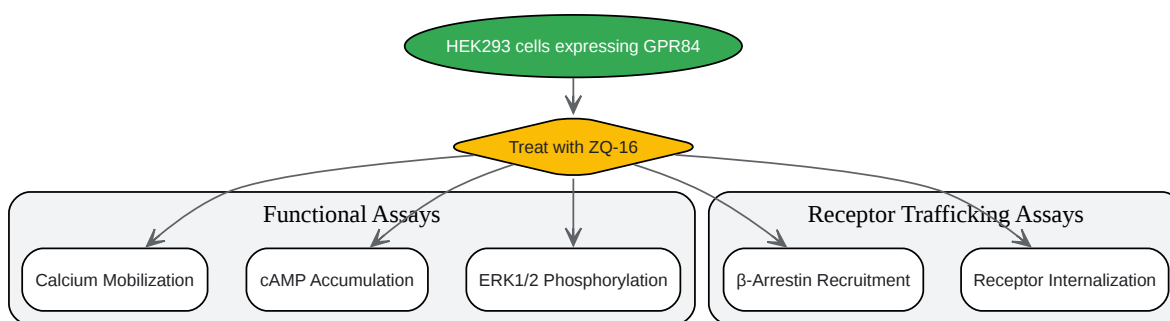 HEK293 cells expressing GPR84
Treat with ZQ-16
Functional Assays
Receptor Trafficking Assays
Calcium Mobilization
cAMP Accumulation
ERK1/2 Phosphorylation
β-Arrestin Recruitment
Receptor Internalization